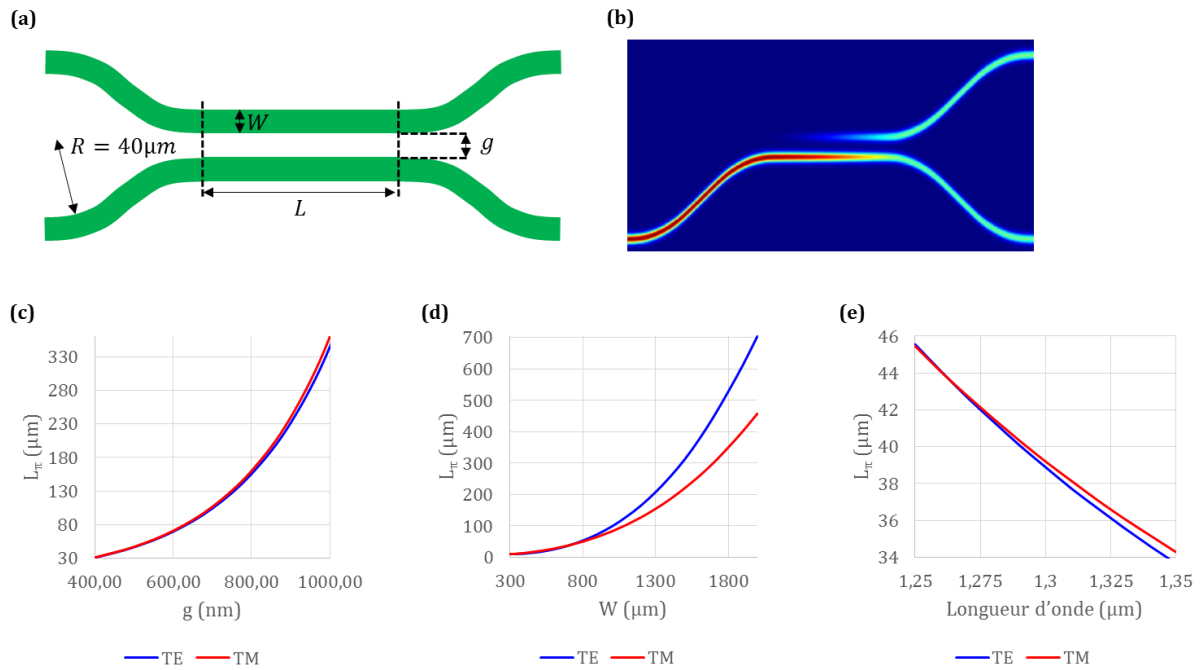 (a)
W
R = 40μm
g
L
(b)
(c)
330
280
230
180
130
80
30
L_π (μm)
400,00 600,00 800,00 1000,00
g (nm)
TE TM
(d)
700
600
500
400
300
200
100
0
L_π (μm)
300 800 1300 1800
W (μm)
TE TM
(e)
46
44
42
40
38
36
34
L_π (μm)
1,25 1,275 1,3 1,325 1,35
Longueur d'onde (μm)
TE TM